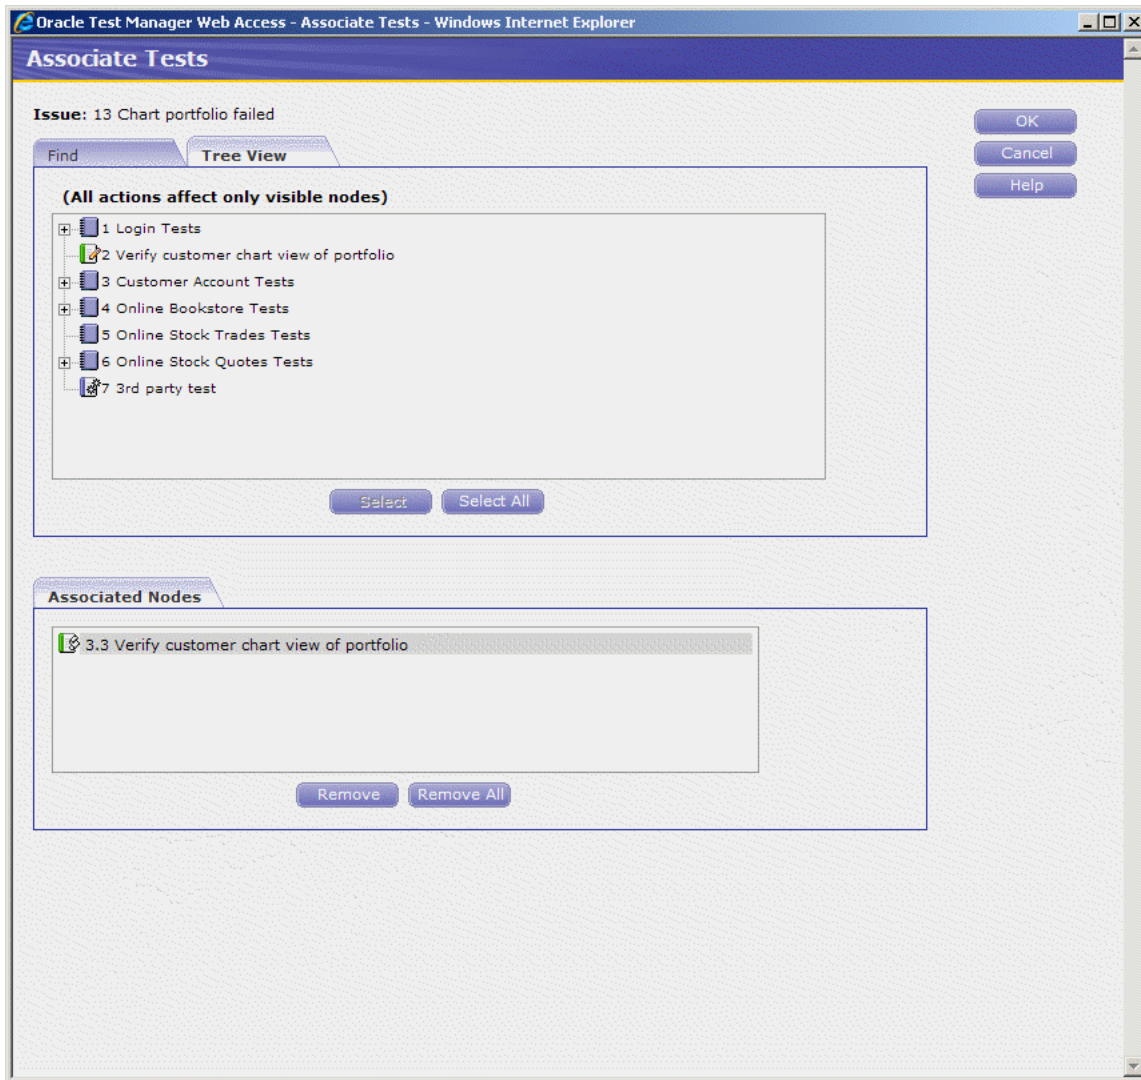 Oracle Test Manager Web Access - Associate Tests - Windows Internet Explorer
Associate Tests
Issue: 13 Chart portfolio failed
OK
Cancel
Help
Find
Tree View
(All actions affect only visible nodes)
1 Login Tests
2 Verify customer chart view of portfolio
3 Customer Account Tests
4 Online Bookstore Tests
5 Online Stock Trades Tests
6 Online Stock Quotes Tests
7 3rd party test
Select
Select All
Associated Nodes
3.3 Verify customer chart view of portfolio
Remove
Remove All